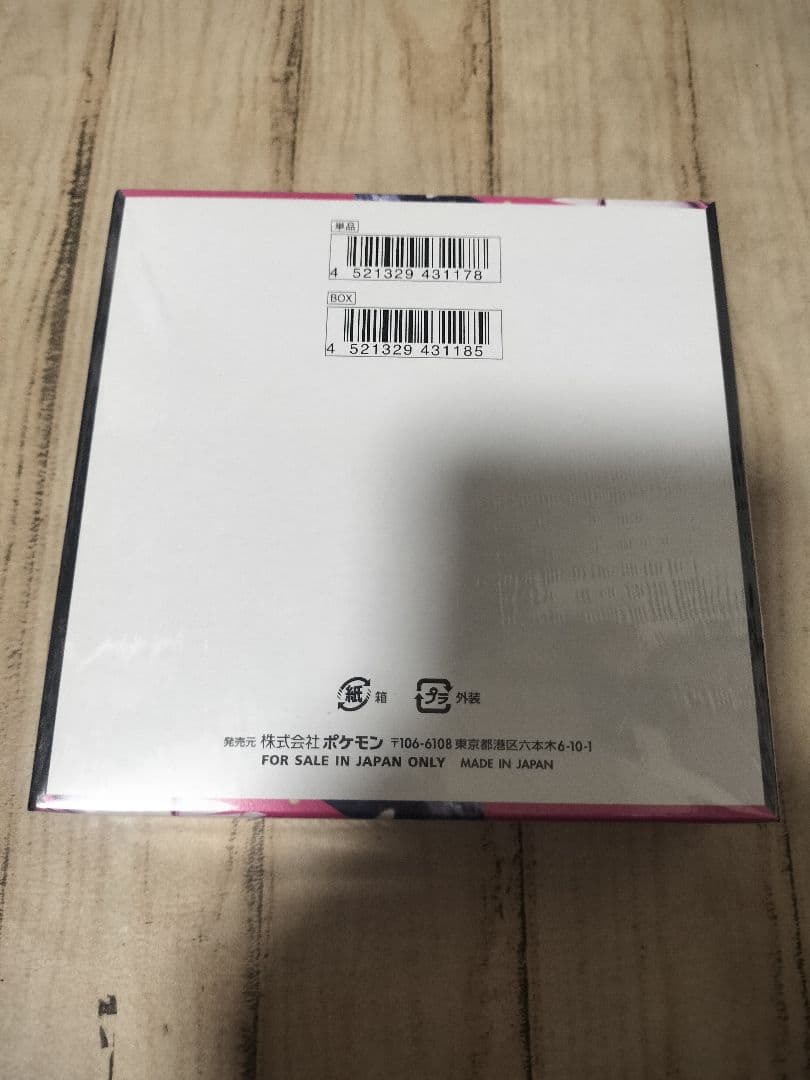 単品
4 521329 431178
BOX
4 521329 431185
紙 箱 プラ 外装
発売元 株式会社 ポケモン 〒106-6108 東京都港区六本木6-10-1
FOR SALE IN JAPAN ONLY MADE IN JAPAN